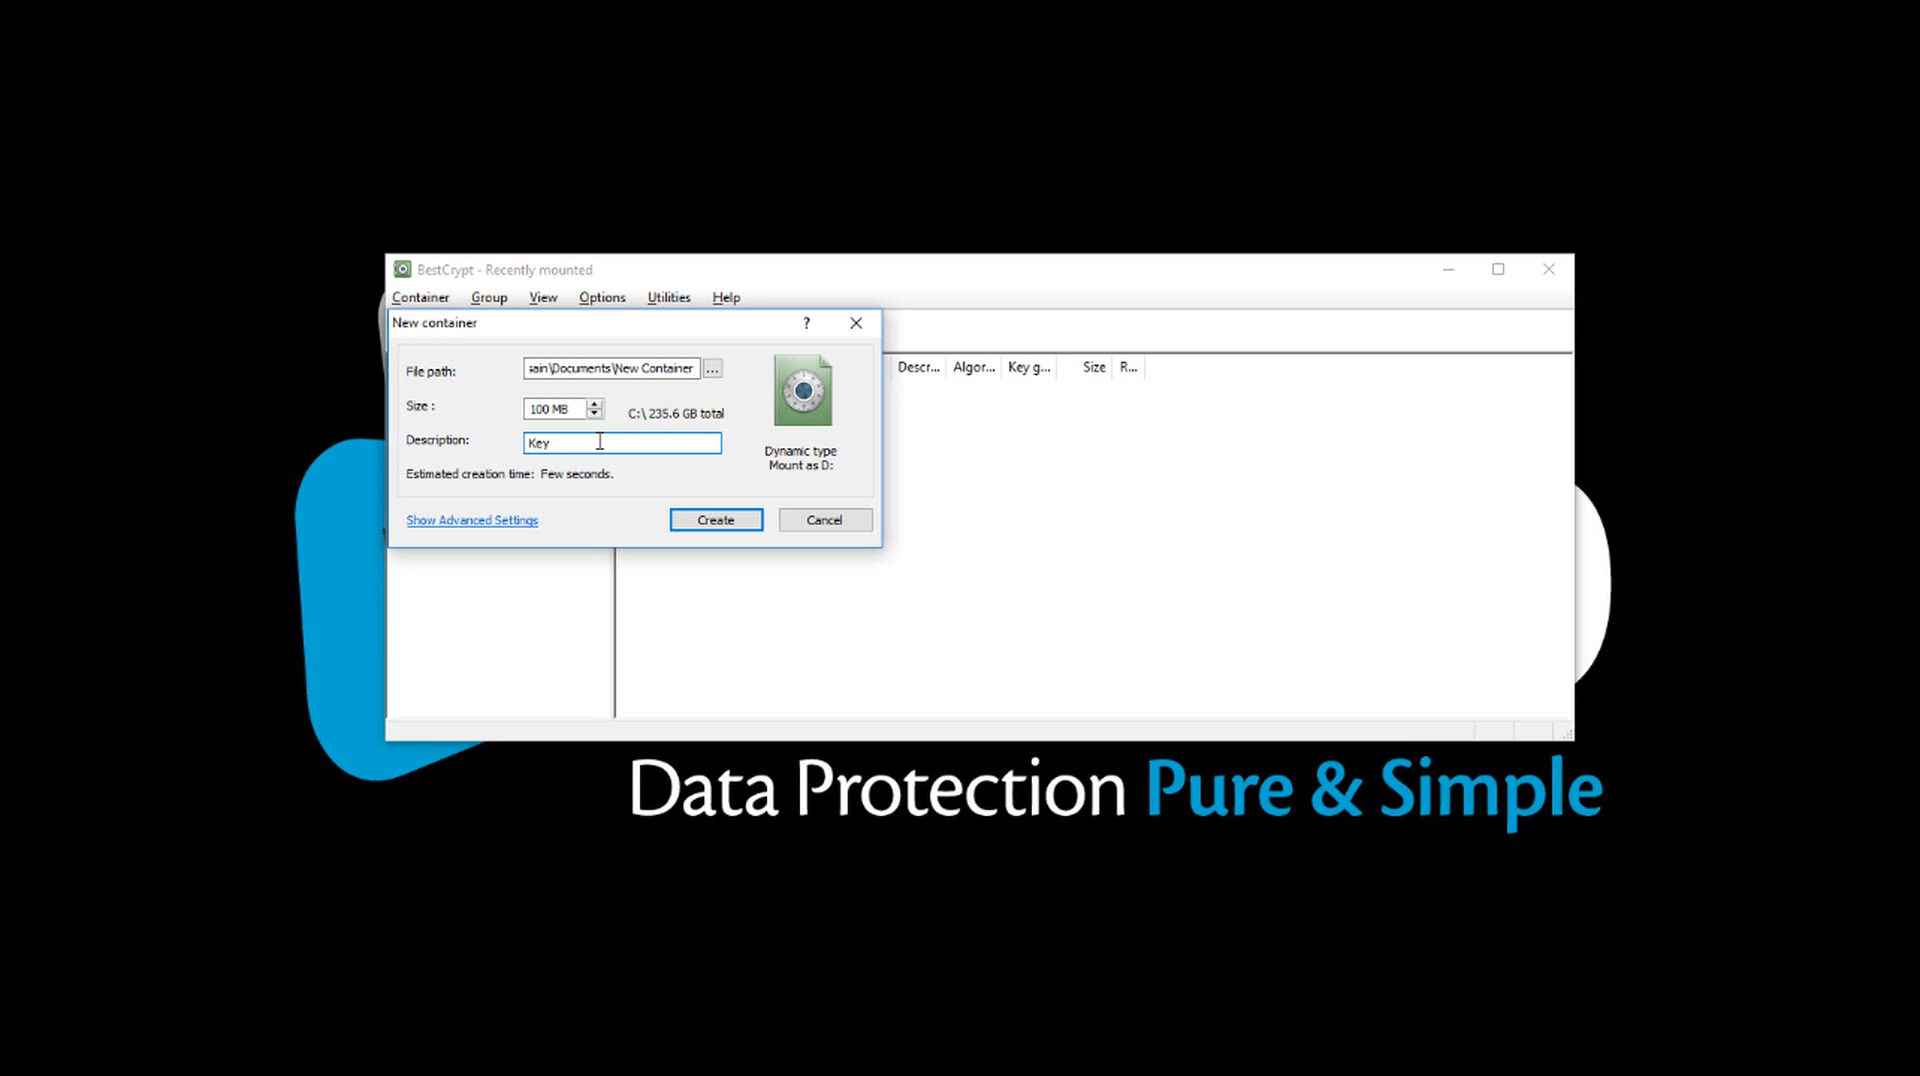 BestCrypt - Recently mounted
Container Group View Options Utilities Help
New container ?
File path: sain\Documents\New Container ...
Size : 100 MB C:\ 235.6 GB total
Description: Key
Estimated creation time: Few seconds.
Dynamic type
Mount as D:
Show Advanced Settings Create Cancel
Descr... Algor... Key g... Size R...
Data Protection Pure & Simple